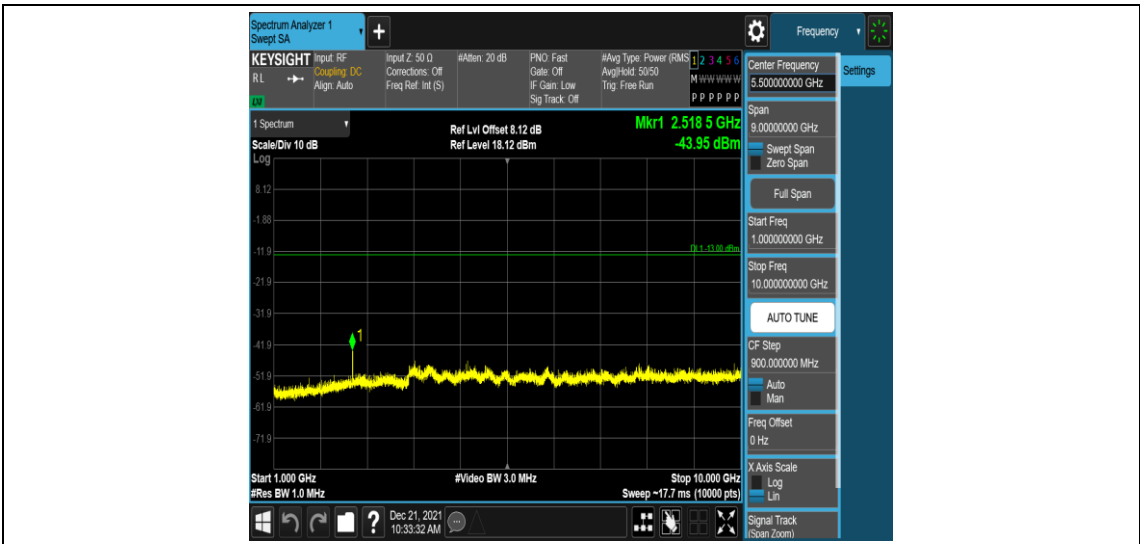 Spectrum Analyzer 1
Swept SA
+
Frequency
KEYSIGHT
RL
LNI
Input: RF
Coupling: DC
Align: Auto
Input Z: 50 Ω
Corrections: Off
Freq Ref: Int (S)
#Atten: 20 dB
PNO: Fast
Gate: Off
IF Gain: Low
Sig Track: Off
#Avg Type: Power (RMS
Avg|Hold: 50/50
Trig: Free Run
1 2 3 4 5 6
M W W W W W
P P P P P P
1 Spectrum
Scale/Div 10 dB
Log
Ref Lvl Offset 8.12 dB
Ref Level 18.12 dBm
Mkr1 2.518 5 GHz
-43.95 dBm
8.12
-1.88
-11.9
DL1 -13.00 dBm
-21.9
-31.9
1
-41.9
-51.9
-61.9
-71.9
Start 1.000 GHz
#Res BW 1.0 MHz
#Video BW 3.0 MHz
Stop 10.000 GHz
Sweep ~17.7 ms (10000 pts)
?
Dec 21, 2021
10:33:32 AM
Center Frequency
5.500000000 GHz
Settings
Span
9.00000000 GHz
Swept Span
Zero Span
Full Span
Start Freq
1.000000000 GHz
Stop Freq
10.000000000 GHz
AUTO TUNE
CF Step
900.000000 MHz
Auto
Man
Freq Offset
0 Hz
X Axis Scale
Log
Lin
Signal Track
(Span Zoom)